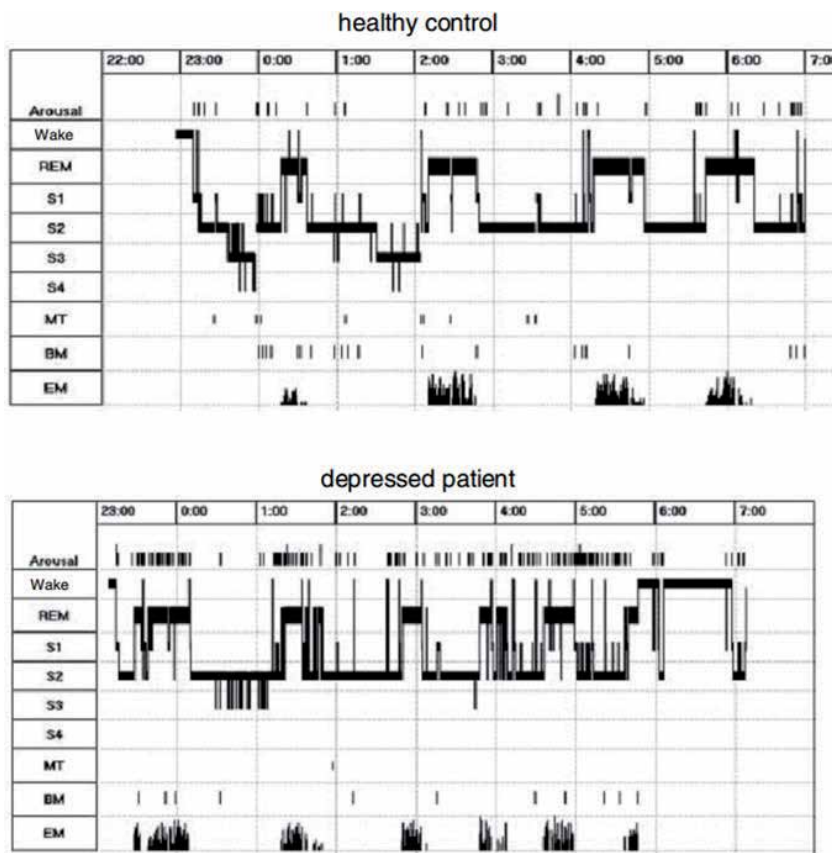 healthy control
22:00 23:00 0:00 1:00 2:00 3:00 4:00 5:00 6:00 7:00
Arousal
Wake
REM
S1
S2
S3
S4
MT
BM
EM
depressed patient
23:00 0:00 1:00 2:00 3:00 4:00 5:00 6:00 7:00
Arousal
Wake
REM
S1
S2
S3
S4
MT
BM
EM